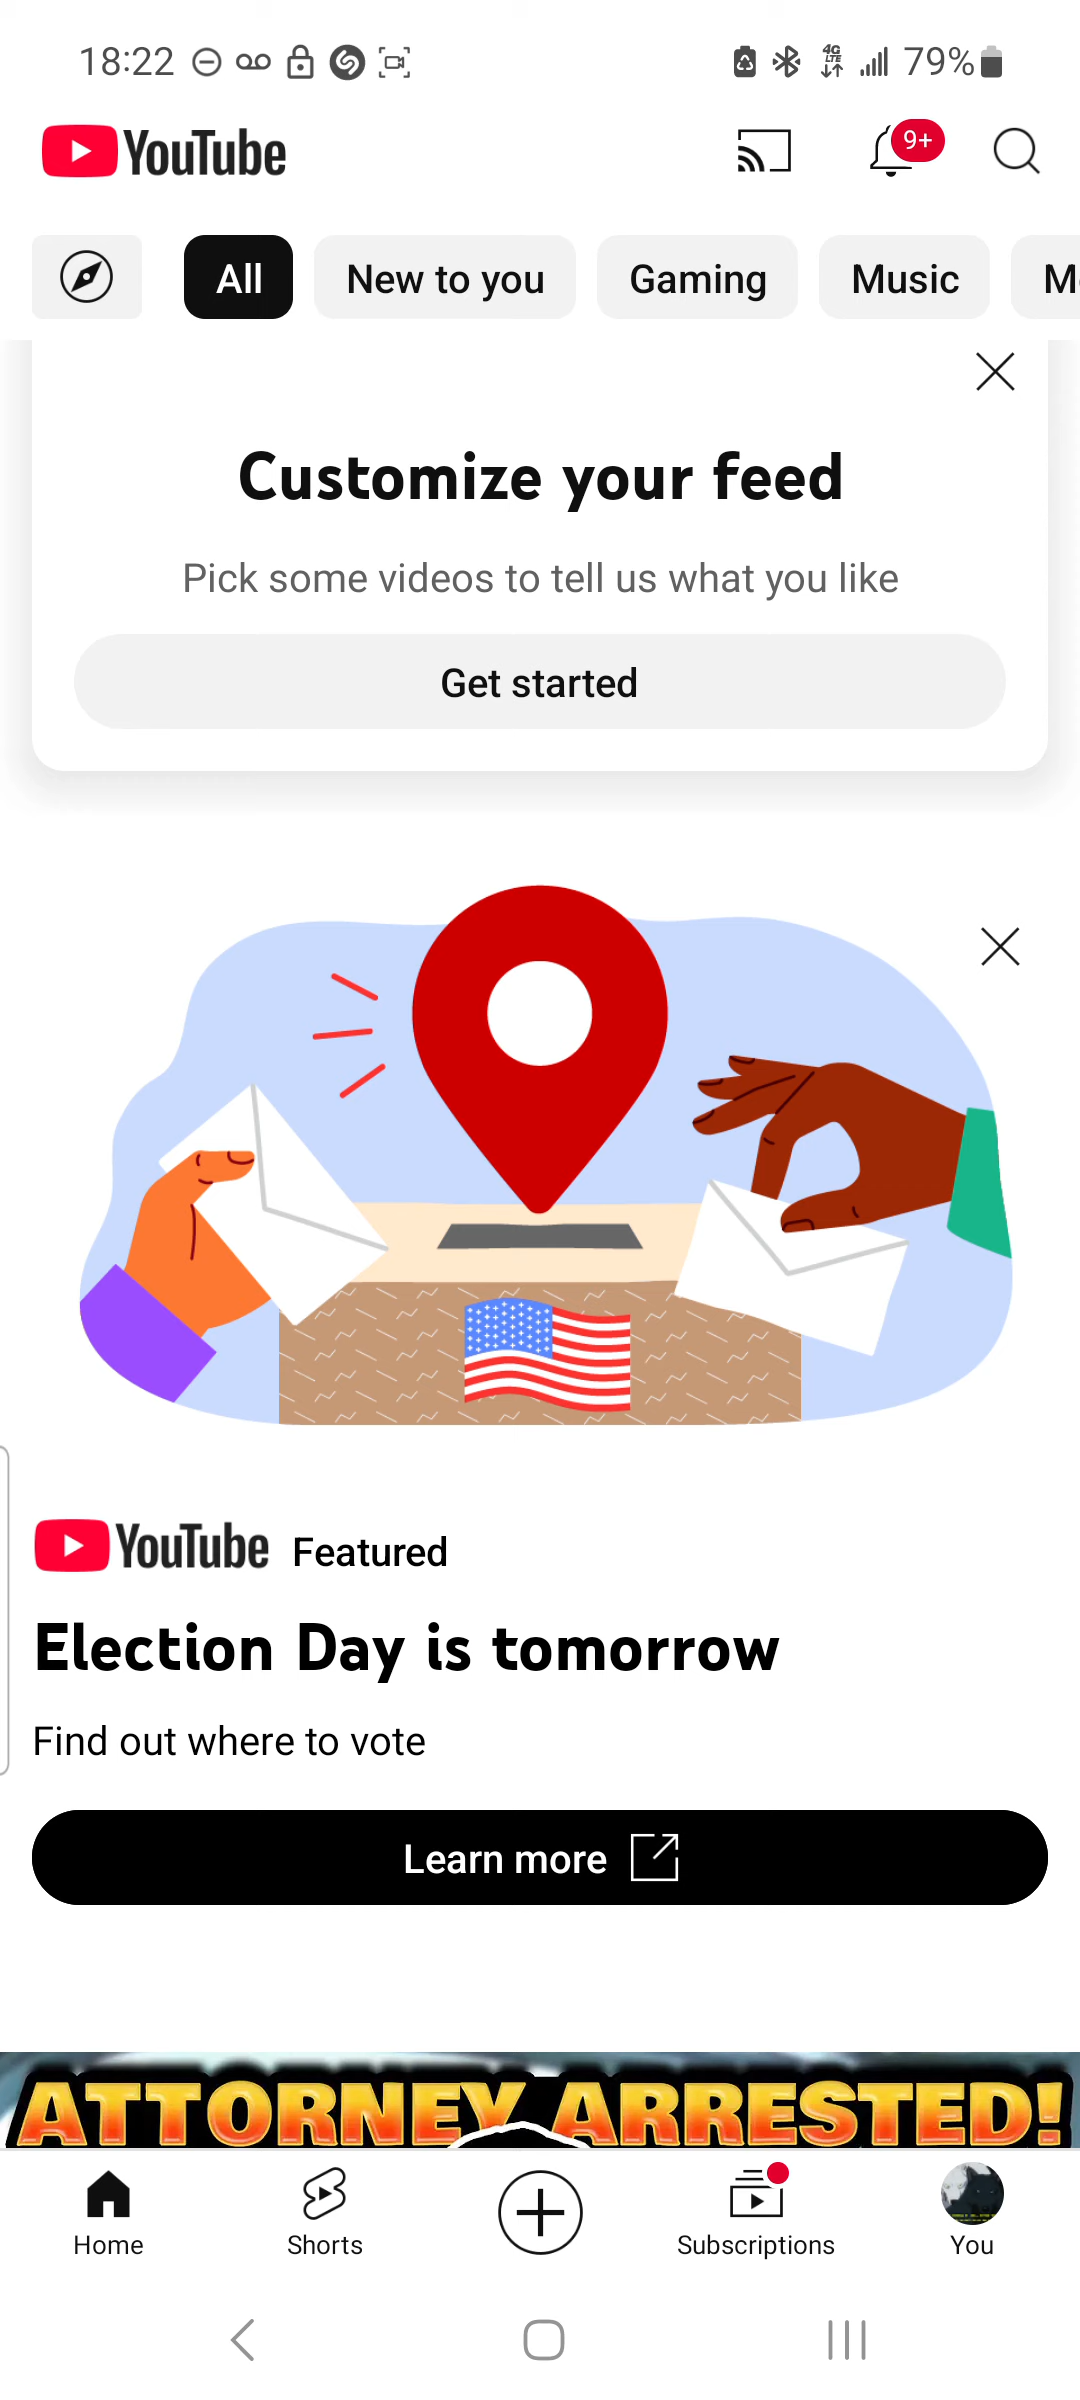 18:22
4G LTE 79%
YouTube
9+
All New to you Gaming Music
Customize your feed
Pick some videos to tell us what you like
Get started
YouTube Featured
Election Day is tomorrow
Find out where to vote
Learn more
ATTORNEY ARRESTED!
Home Shorts Subscriptions You